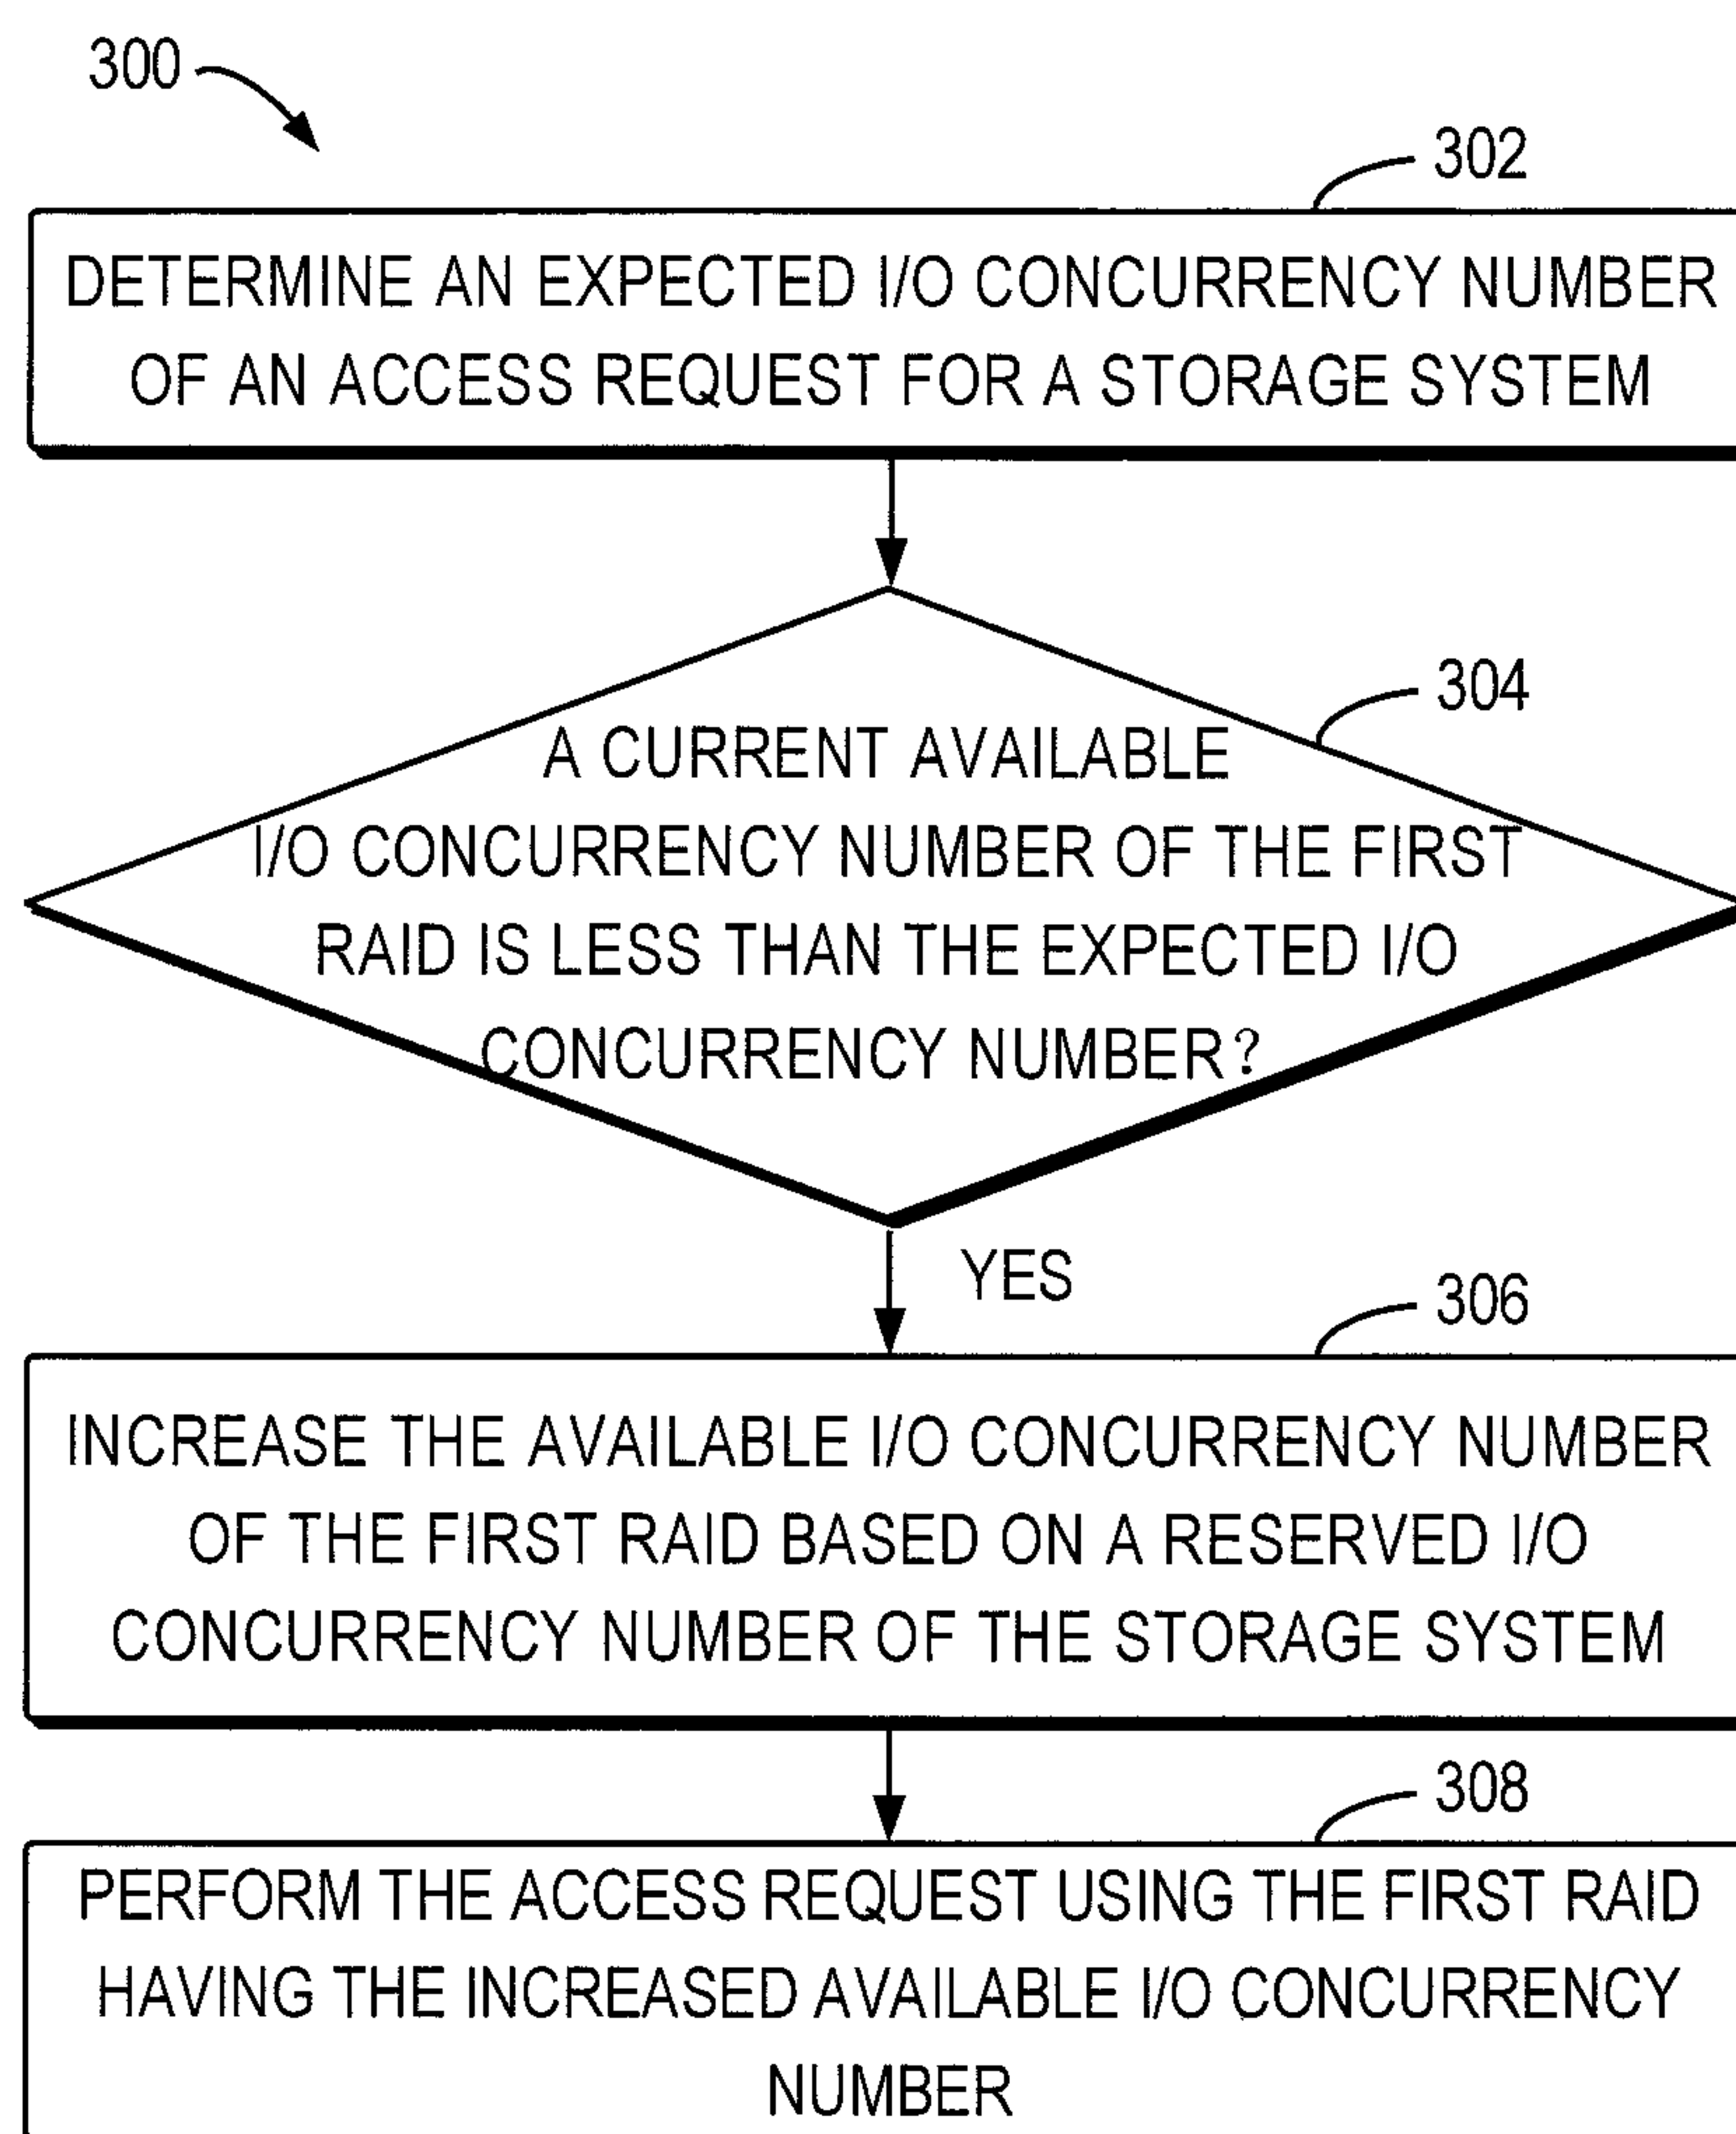 300
302
DETERMINE AN EXPECTED I/O CONCURRENCY NUMBER
OF AN ACCESS REQUEST FOR A STORAGE SYSTEM
304
A CURRENT AVAILABLE
I/O CONCURRENCY NUMBER OF THE FIRST
RAID IS LESS THAN THE EXPECTED I/O
CONCURRENCY NUMBER?
YES
306
INCREASE THE AVAILABLE I/O CONCURRENCY NUMBER
OF THE FIRST RAID BASED ON A RESERVED I/O
CONCURRENCY NUMBER OF THE STORAGE SYSTEM
308
PERFORM THE ACCESS REQUEST USING THE FIRST RAID
HAVING THE INCREASED AVAILABLE I/O CONCURRENCY
NUMBER